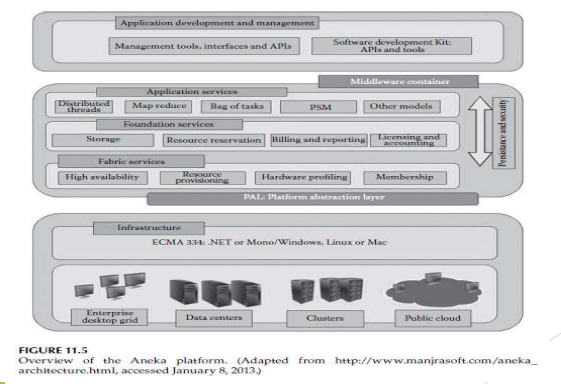 Application development and management
Management tools, interfaces and APIs
Software development Kit:
APIs and tools
Middleware container
Application services
Distributed
threads
Map reduce
Bag of tasks
PSM
Other models
Foundation services
Storage
Resource reservation
Billing and reporting
Licensing and
accounting
Fabric services
High availability
Resource
provisioning
Hardware profiling
Membership
Persistance and security
PAL: Platform abstraction layer
Infrastructure
ECMA 334: .NET or Mono/Windows, Linux or Mac
Enterprise
desktop grid
Data centers
Clusters
Public cloud
FIGURE 11.5
Overview of the Aneka platform. (Adapted from http://www.manjrasoft.com/aneka_
architecture.html, accessed January 8, 2013.)